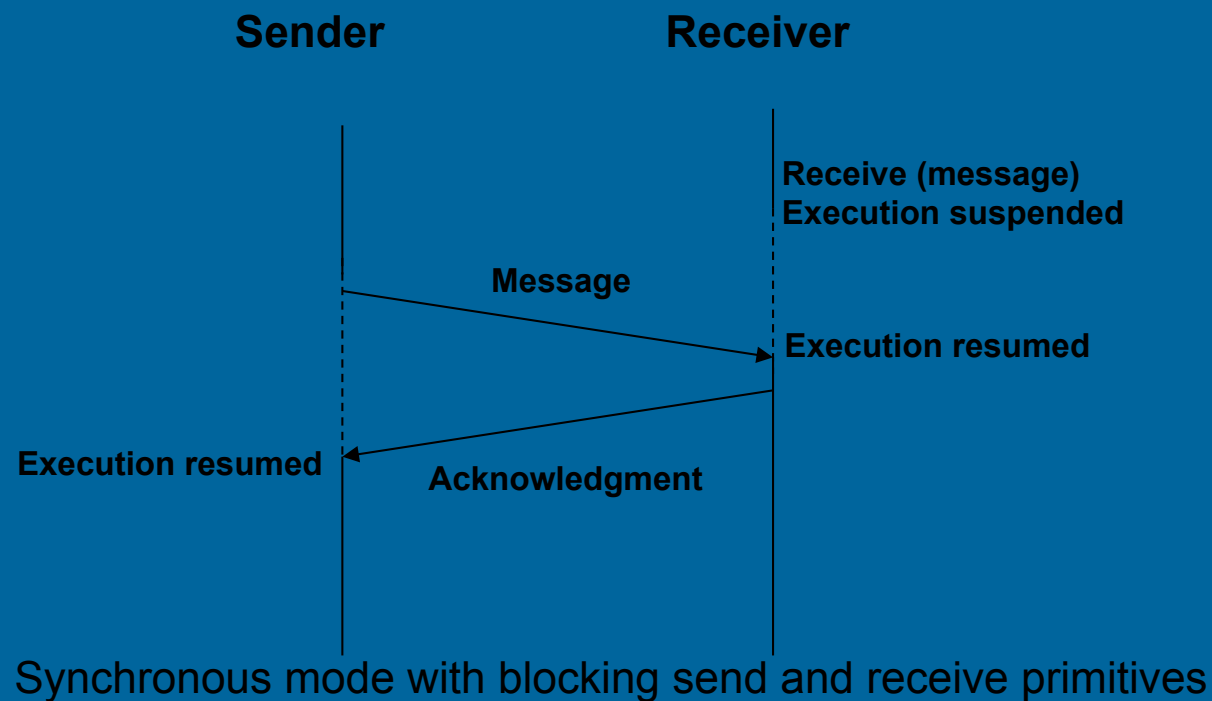 Sender
Receiver
Receive (message)
Execution suspended
Message
Execution resumed
Execution resumed
Acknowledgment
Synchronous mode with blocking send and receive primitives